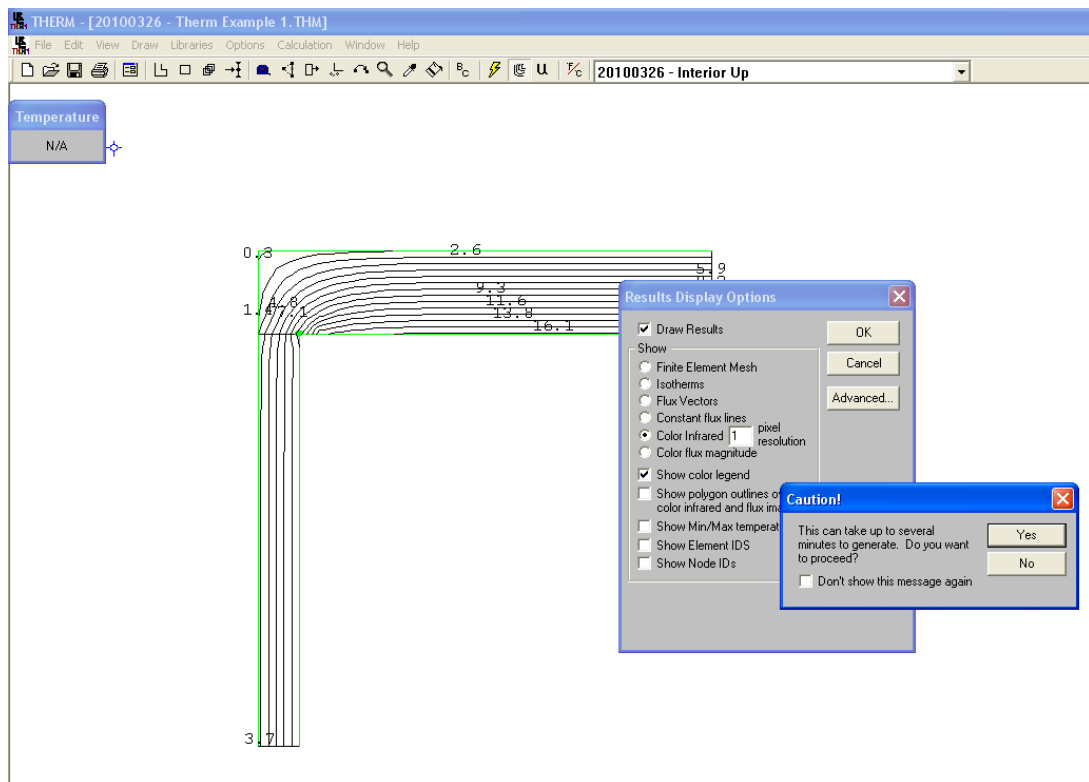 THERM - [20100326 - Therm Example 1.THM]
File Edit View Draw Libraries Options Calculation Window Help
20100326 - Interior Up
Temperature
N/A
0.3
2.6
5.9
9.3
11.6
13.8
16.1
1.4
4.8
7.1
3.7
Results Display Options
Draw Results
OK
Show
Finite Element Mesh
Cancel
Isotherms
Flux Vectors
Advanced...
Constant flux lines
Color Infrared 1 pixel resolution
Color flux magnitude
Show color legend
Show polygon outlines ov
color infrared and flux ima
Show Min/Max temperat
Show Element IDS
Show Node IDs
Caution!
This can take up to several
minutes to generate. Do you want
to proceed?
Yes
No
Don't show this message again